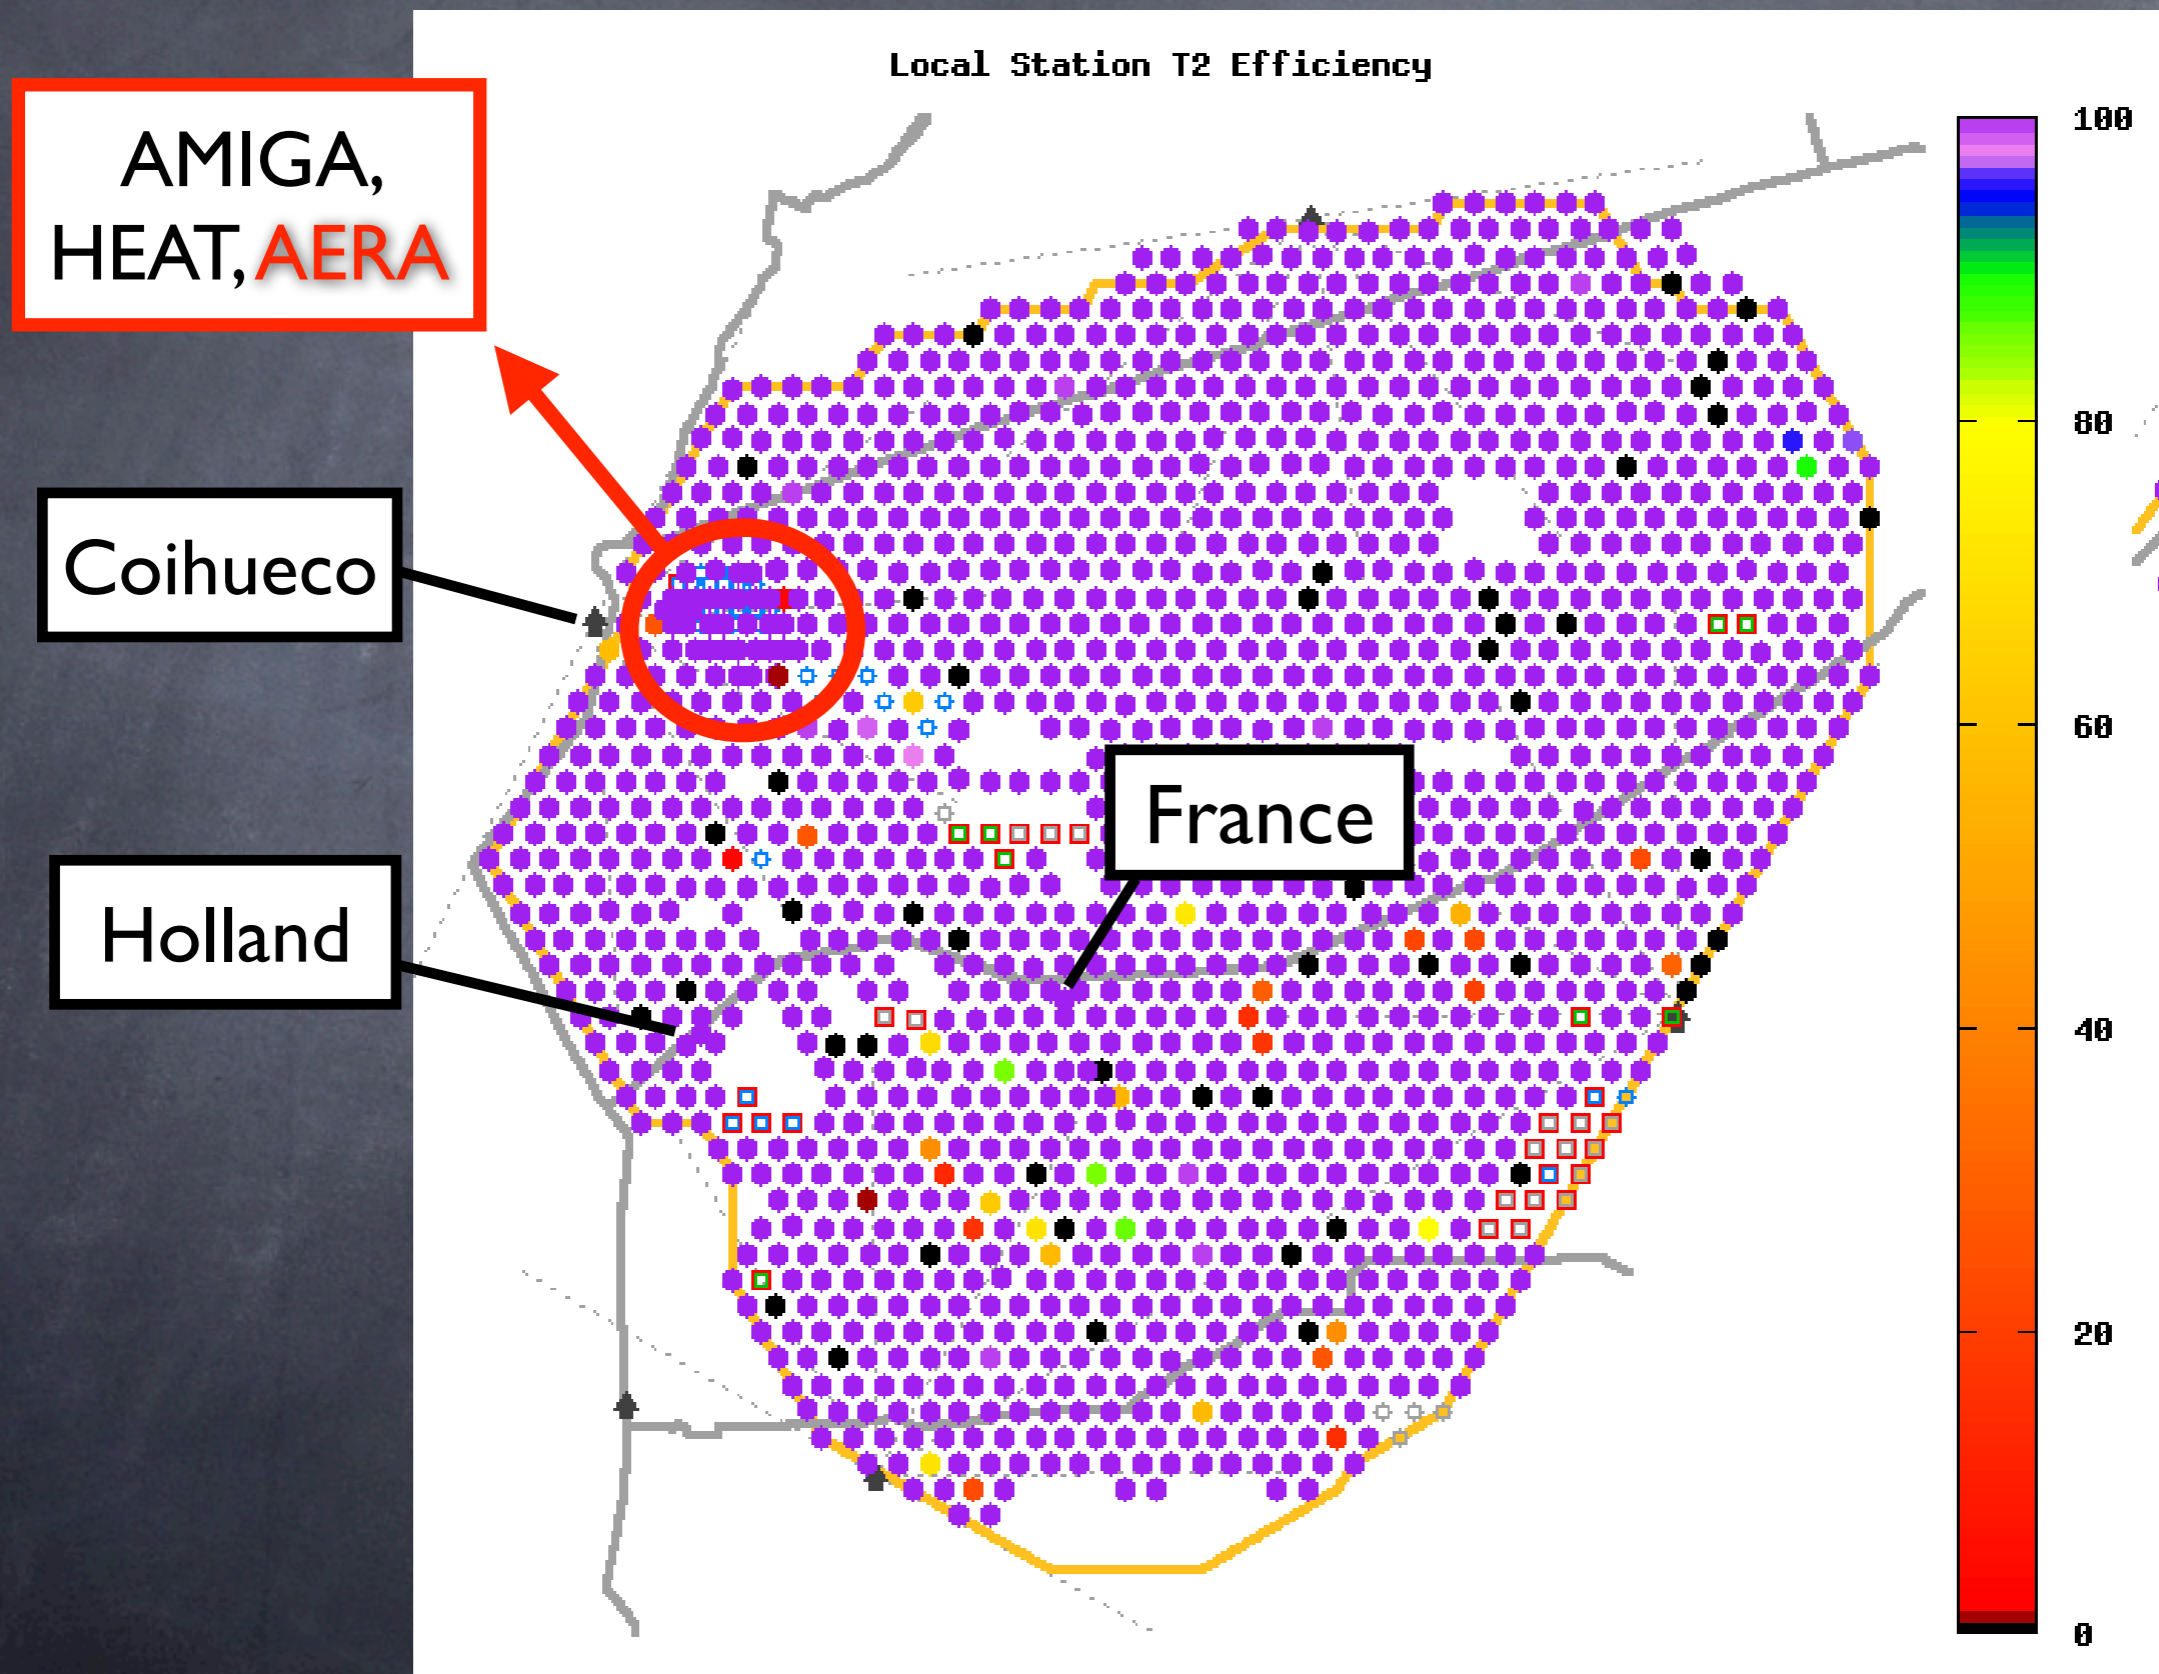 Local Station T2 Efficiency
AMIGA,
HEAT, AERA
Coihueco
Holland
France
100
80
60
40
20
0